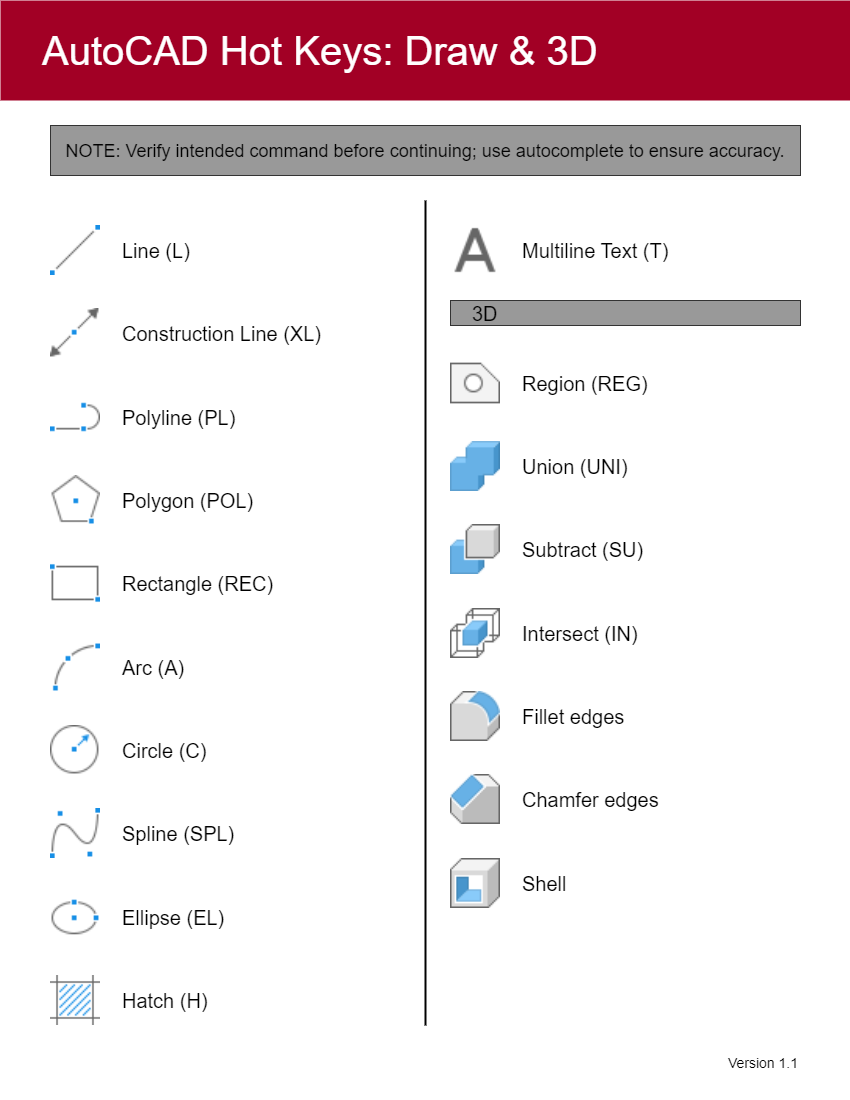 AutoCAD Hot Keys: Draw & 3D
NOTE: Verify intended command before continuing; use autocomplete to ensure accuracy.
Line (L)
Construction Line (XL)
Polyline (PL)
Polygon (POL)
Rectangle (REC)
Arc (A)
Circle (C)
Spline (SPL)
Ellipse (EL)
Hatch (H)
A
Multiline Text (T)
3D
Region (REG)
Union (UNI)
Subtract (SU)
Intersect (IN)
Fillet edges
Chamfer edges
Shell
Version 1.1